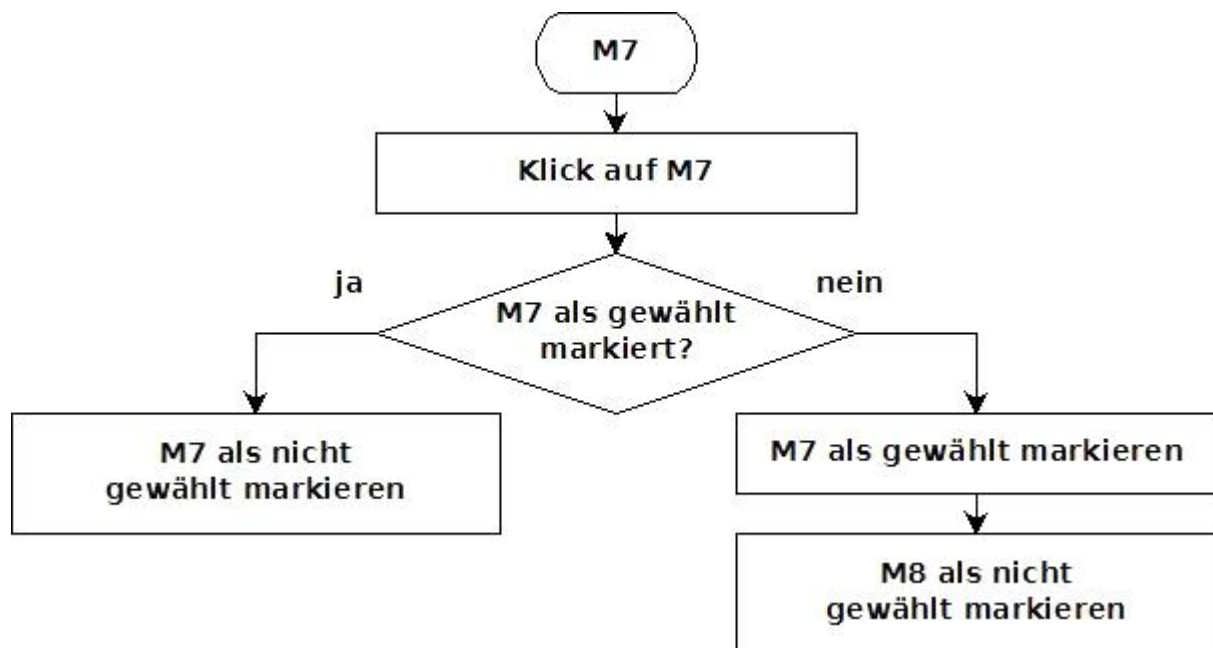 M7
Klick auf M7
ja
nein
M7 als gewählt
markiert?
M7 als nicht
gewählt markieren
M7 als gewählt markieren
M8 als nicht
gewählt markieren